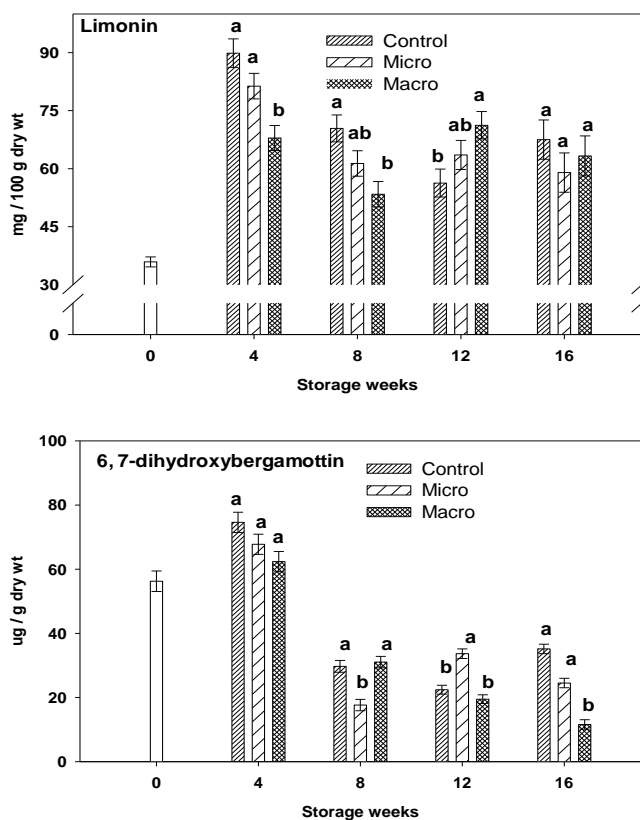 Limonin
Control
Micro
Macro
mg / 100 g dry wt
90
75
60
45
30
0
a
a
b
a
ab
b
b
ab
a
a
a
a
0
4
8
12
16
Storage weeks
6, 7-dihydroxybergamottin
Control
Micro
Macro
ug / g dry wt
100
80
60
40
20
0
a
a
a
a
b
a
b
a
b
a
a
b
0
4
8
12
16
Storage weeks